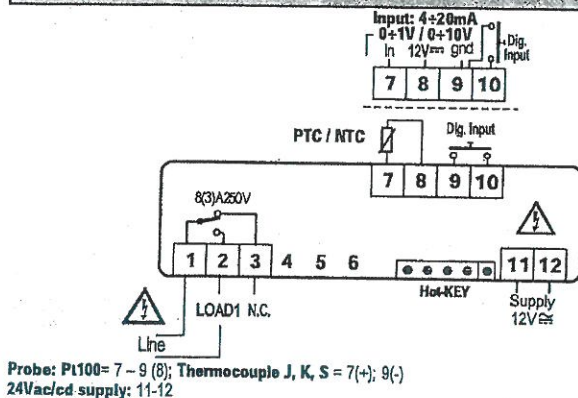 Input: 4÷20mA
0÷1V / 0÷10V
In 12V⎓ gnd
Dig.
Input
7 8 9 10
PTC / NTC
Dig. Input
7 8 9 10
8(3)A250V
1 2 3 4 5 6
11 12
Hot-KEY
LOAD1 N.C.
Line
Supply
12V≅
Probe: Pt100= 7 – 9 (8); Thermocouple J, K, S = 7(+); 9(-)
24Vac/cd supply: 11-12